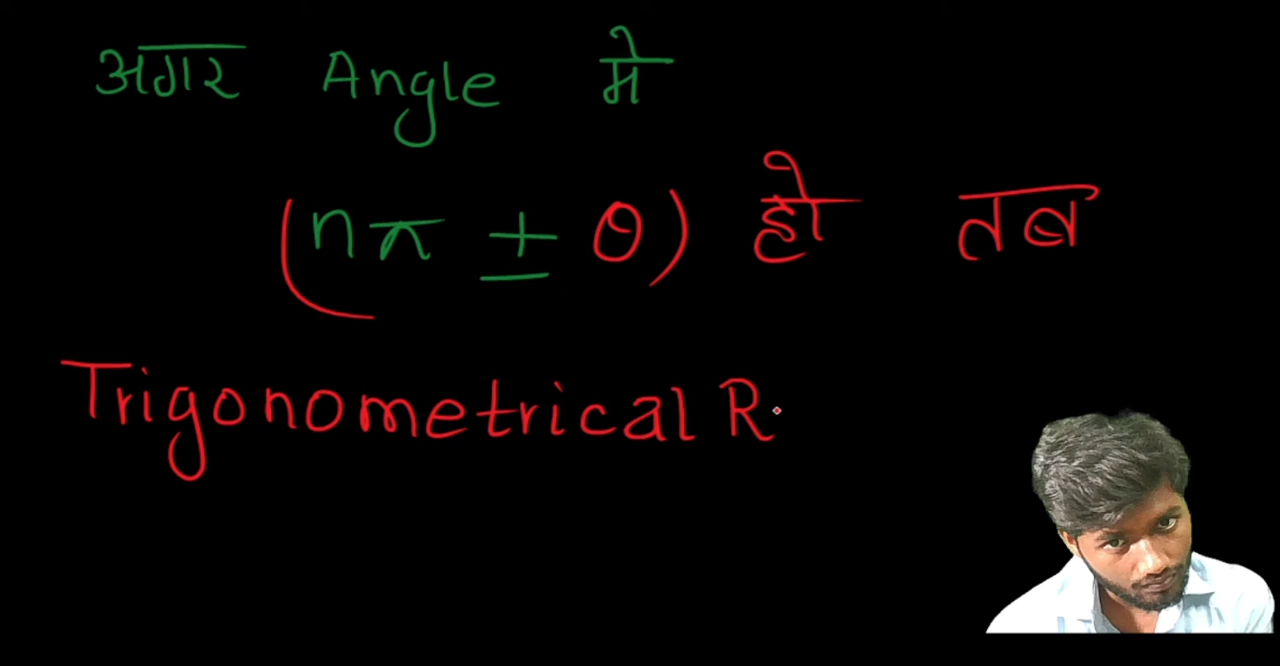 अगर Angle मे
(nπ ± θ) हो तब
Trigonometrical R